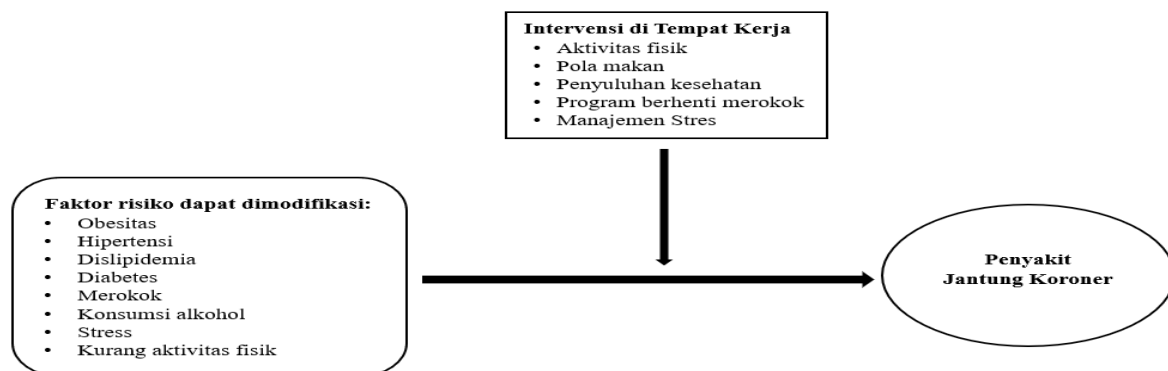 Intervensi di Tempat Kerja
• Aktivitas fisik
• Pola makan
• Penyuluhan kesehatan
• Program berhenti merokok
• Manajemen Stres
Faktor risiko dapat dimodifikasi:
• Obesitas
• Hipertensi
• Dislipidemia
• Diabetes
• Merokok
• Konsumsi alkohol
• Stress
• Kurang aktivitas fisik
Penyakit
Jantung Koroner